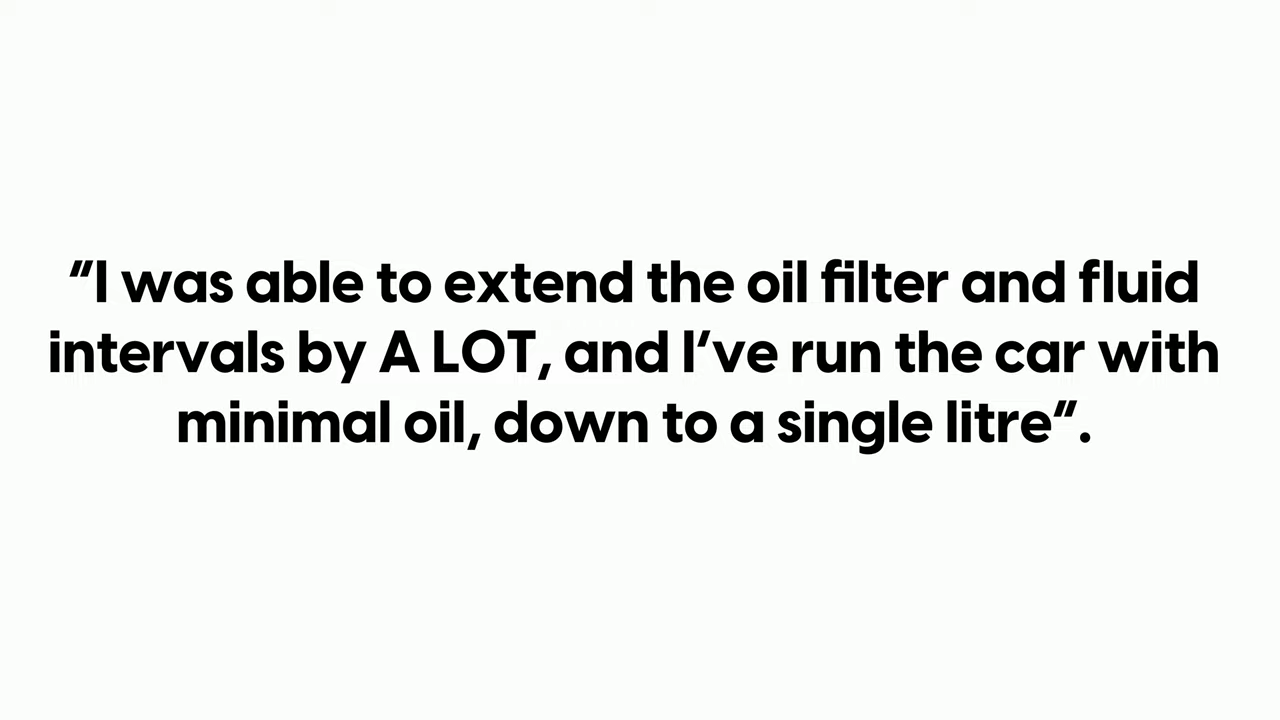 "I was able to extend the oil filter and fluid
intervals by A LOT, and I've run the car with
minimal oil, down to a single litre".